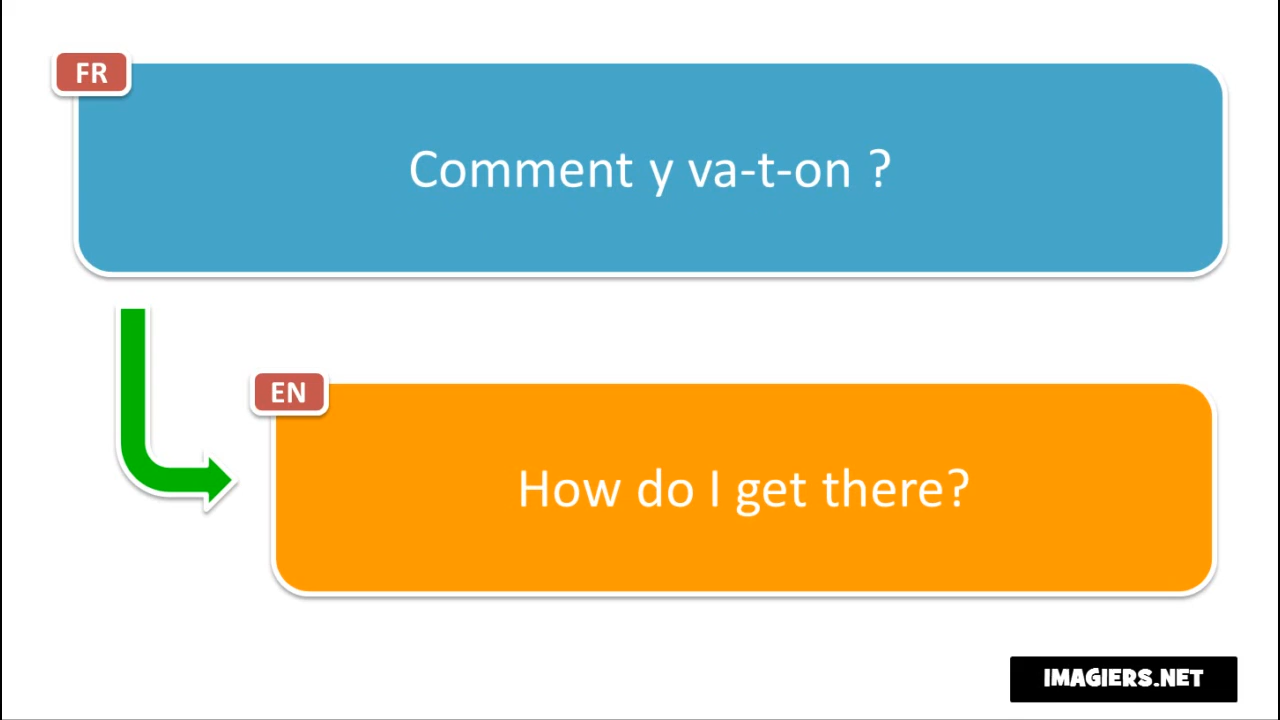 FR
Comment y va-t-on ?
EN
How do I get there?
IMAGIERS.NET